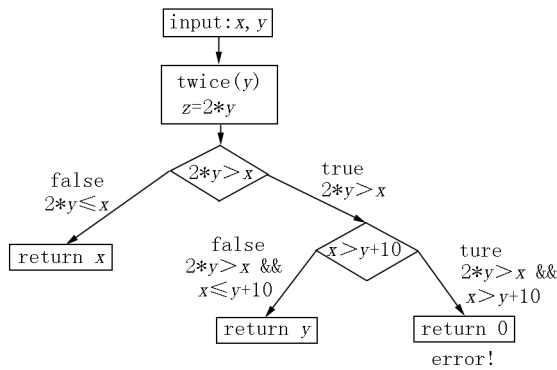 input:x,y
twice(y)
z=2*y
2*y>x
false
2*y≤x
true
2*y>x
return x
x>y+10
false
2*y>x &&
x≤y+10
ture
2*y>x &&
x>y+10
return y
return 0
error!